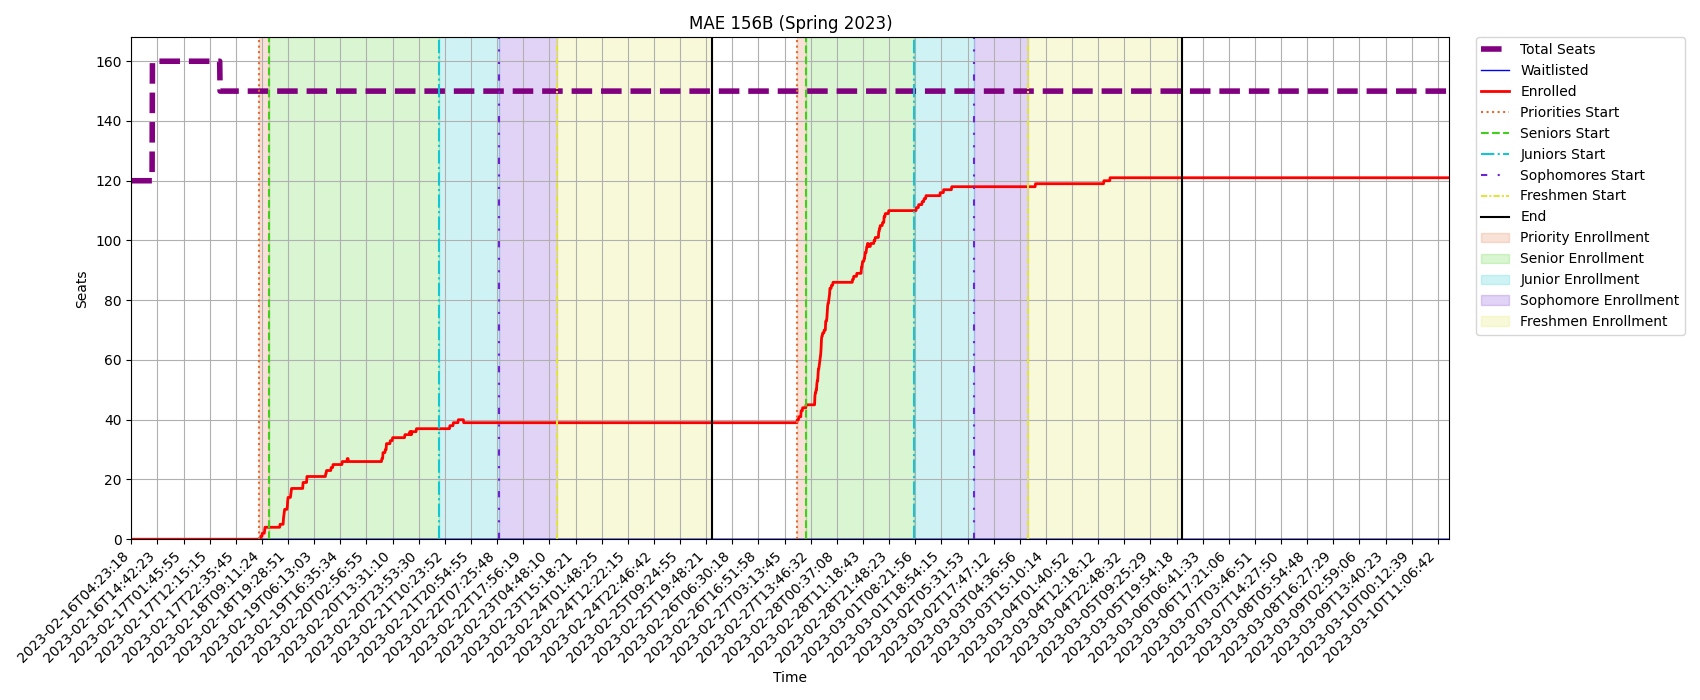 MAE 156B (Spring 2023)
160
140
120
100
80
60
40
20
0
Seats
2023-02-16T04:23:18
2023-02-16T14:42:23
2023-02-17T01:45:55
2023-02-17T12:15:15
2023-02-17T22:35:45
2023-02-18T09:11:24
2023-02-18T19:28:51
2023-02-19T06:13:03
2023-02-19T16:35:34
2023-02-20T02:56:55
2023-02-20T13:31:10
2023-02-20T23:53:30
2023-02-21T10:23:52
2023-02-21T20:54:55
2023-02-22T07:25:48
2023-02-22T17:56:19
2023-02-23T04:48:10
2023-02-23T15:18:21
2023-02-24T01:48:25
2023-02-24T12:22:15
2023-02-24T22:46:42
2023-02-25T09:24:55
2023-02-25T19:48:21
2023-02-26T06:30:18
2023-02-26T16:51:58
2023-02-27T03:13:45
2023-02-27T13:46:32
2023-02-28T00:37:08
2023-02-28T11:18:43
2023-02-28T21:48:23
2023-03-01T08:21:56
2023-03-01T18:54:15
2023-03-02T05:31:53
2023-03-02T17:47:12
2023-03-03T04:36:56
2023-03-03T15:10:14
2023-03-04T01:40:52
2023-03-04T12:18:12
2023-03-04T22:48:32
2023-03-05T09:25:29
2023-03-05T19:54:18
2023-03-06T06:41:33
2023-03-06T17:21:06
2023-03-07T03:46:51
2023-03-07T14:27:50
2023-03-08T05:54:48
2023-03-08T16:27:29
2023-03-09T02:59:06
2023-03-09T13:40:23
2023-03-10T00:12:39
2023-03-10T11:06:42
Time
Total Seats
Waitlisted
Enrolled
Priorities Start
Seniors Start
Juniors Start
Sophomores Start
Freshmen Start
End
Priority Enrollment
Senior Enrollment
Junior Enrollment
Sophomore Enrollment
Freshmen Enrollment